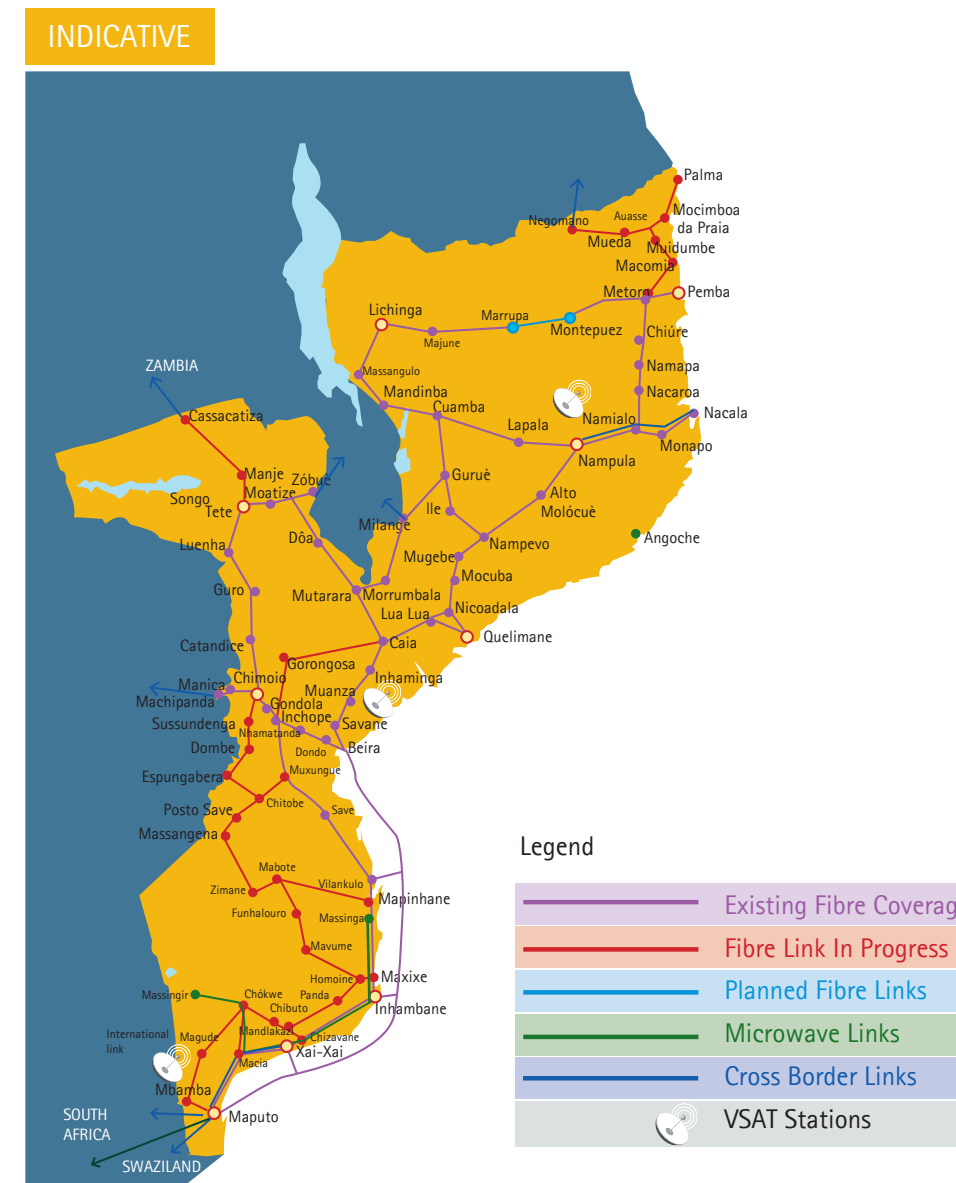 INDICATIVE
Palma
Mocimboa
da Praia
Auasse
Negomano
Mueda
Muidumbe
Macomia
Metoro
Pemba
Lichinga
Marrupa
Montepuez
Majune
Chiúre
ZAMBIA
Massangulo
Namapa
Mandinba
Nacaroa
Cuamba
Cassacatiza
Lapala
Namialo
Nacala
Monapo
Nampula
Manje
Zóbuè
Moatize
Guruè
Songo
Tete
Alto
Molócuè
Ile
Milange
Dôa
Nampevo
Angoche
Luenha
Mugebe
Mocuba
Guro
Mutarara
Morrumbala
Nicoadala
Lua Lua
Quelimane
Catandice
Caia
Gorongosa
Inhaminga
Chimoio
Manica
Machipanda
Muanza
Gondola
Inchope
Savane
Sussundenga
Nhamatanda
Dombe
Dondo
Beira
Espungabera
Muxungue
Chitobe
Posto Save
Save
Massangena
Mabote
Vilankulo
Zimane
Mapinhane
Funhalouro
Massinga
Mavume
Homoine
Maxixe
Massingir
Chókwe
Panda
Chibuto
Inhambane
International
link
Magude
Mandlakazi
Chizavane
Macia
Xai-Xai
Mbamba
SOUTH
AFRICA
Maputo
SWAZILAND
Legend
Existing Fibre Coverag
Fibre Link In Progress
Planned Fibre Links
Microwave Links
Cross Border Links
VSAT Stations